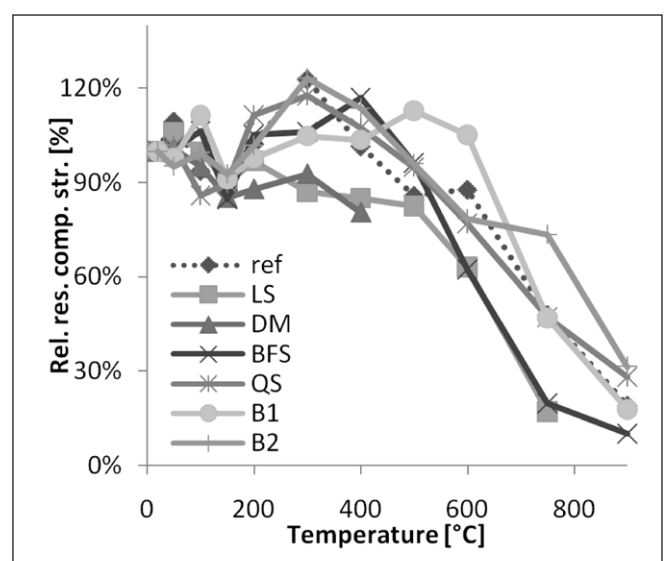 Rel. res. comp. str. [%]
120%
90%
60%
30%
0%
ref
LS
DM
BFS
QS
B1
B2
0 200 400 600 800
Temperature [°C]